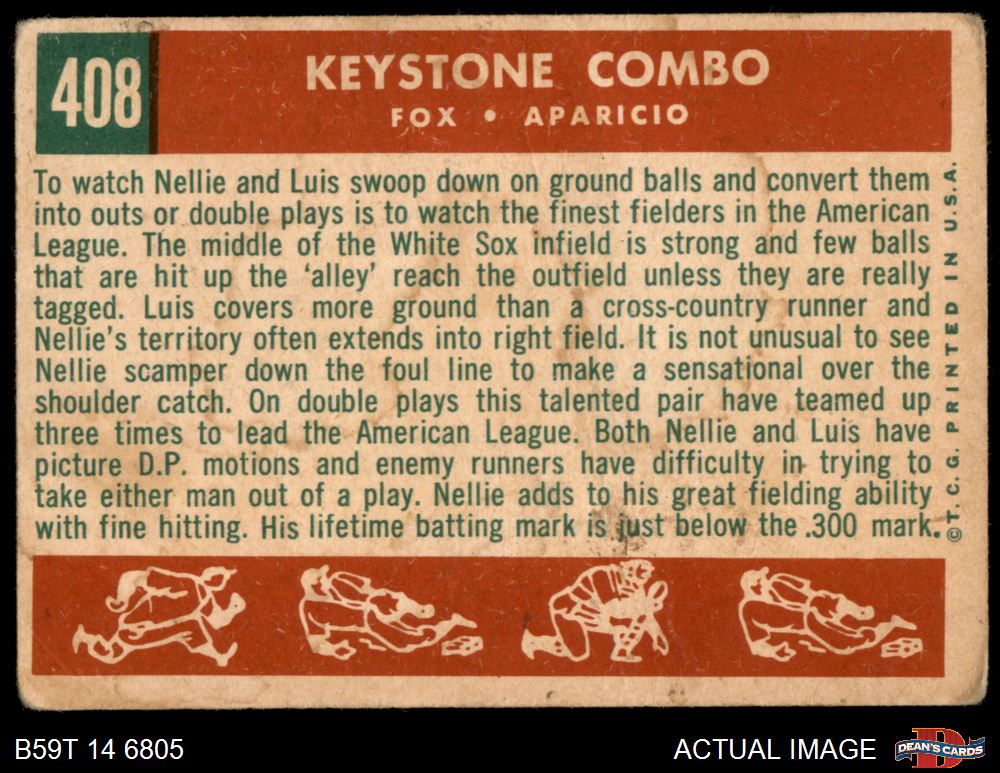 408
KEYSTONE COMBO
FOX • APARICIO
To watch Nellie and Luis swoop down on ground balls and convert them
into outs or double plays is to watch the finest fielders in the American
League. The middle of the White Sox infield is strong and few balls
that are hit up the 'alley' reach the outfield unless they are really
tagged. Luis covers more ground than a cross-country runner and
Nellie's territory often extends into right field. It is not unusual to see
Nellie scamper down the foul line to make a sensational over the
shoulder catch. On double plays this talented pair have teamed up
three times to lead the American League. Both Nellie and Luis have
picture D.P. motions and enemy runners have difficulty in trying to
take either man out of a play. Nellie adds to his great fielding ability
with fine hitting. His lifetime batting mark is just below the .300 mark.
©T. C. G. PRINTED IN U.S.A.
B59T 14 6805
ACTUAL IMAGE
DEAN'S CARDS